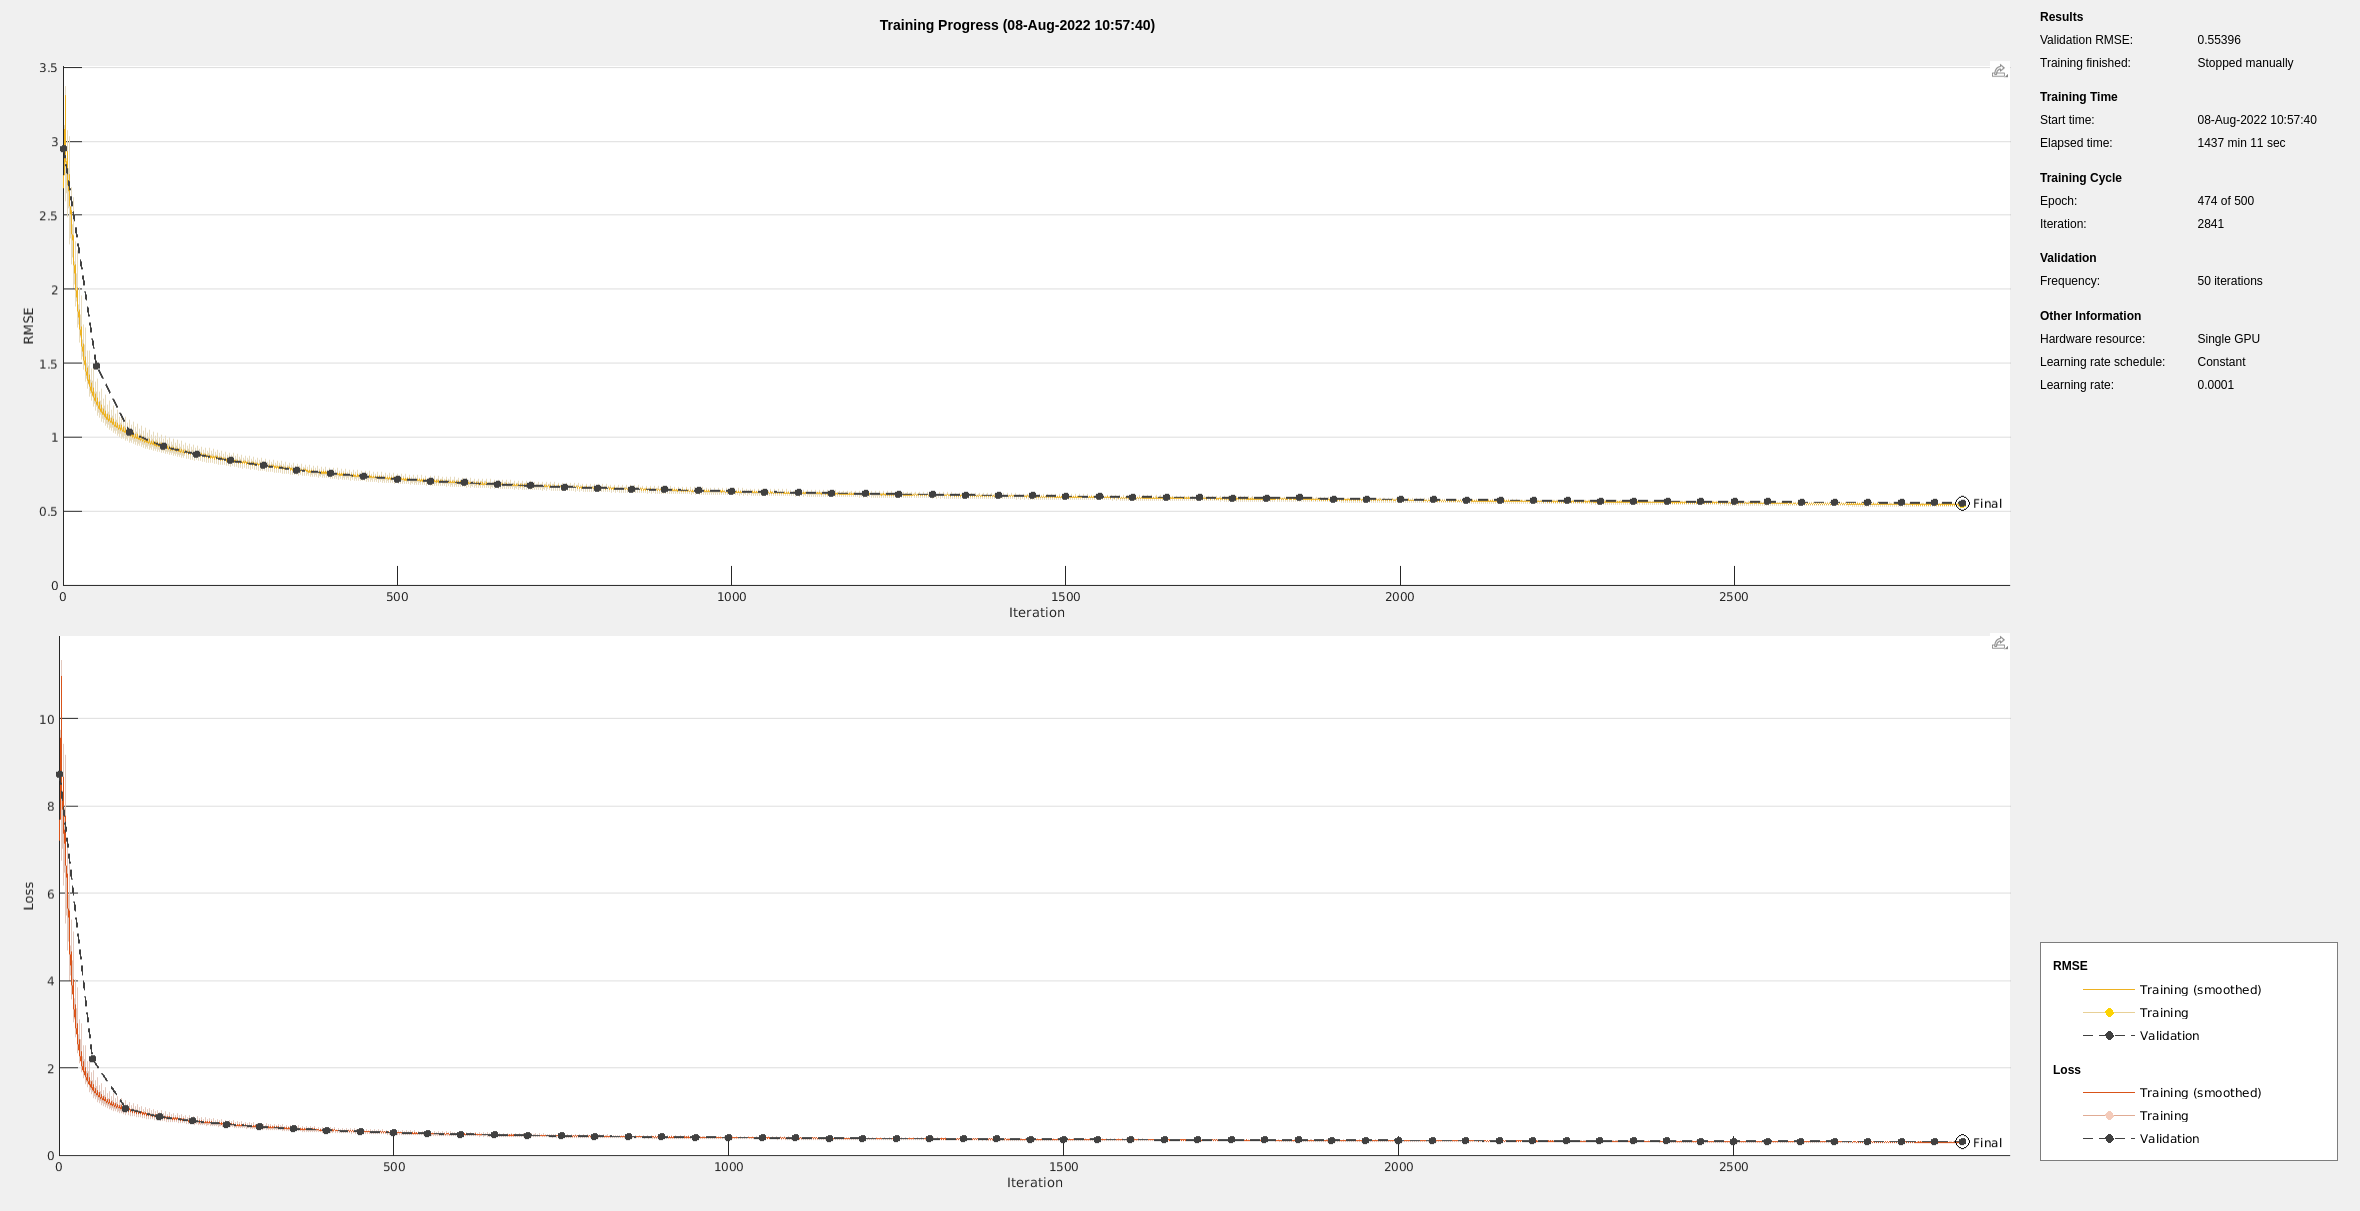 Training Progress (08-Aug-2022 10:57:40)
3.5
3
2.5
2
1.5
1
0.5
0
RMSE
0 500 1000 1500 2000 2500
Iteration
Final
10
8
6
4
2
0
Loss
0 500 1000 1500 2000 2500
Iteration
Final
Results
Validation RMSE: 0.55396
Training finished: Stopped manually
Training Time
Start time: 08-Aug-2022 10:57:40
Elapsed time: 1437 min 11 sec
Training Cycle
Epoch: 474 of 500
Iteration: 2841
Validation
Frequency: 50 iterations
Other Information
Hardware resource: Single GPU
Learning rate schedule: Constant
Learning rate: 0.0001
RMSE
Training (smoothed)
Training
Validation
Loss
Training (smoothed)
Training
Validation